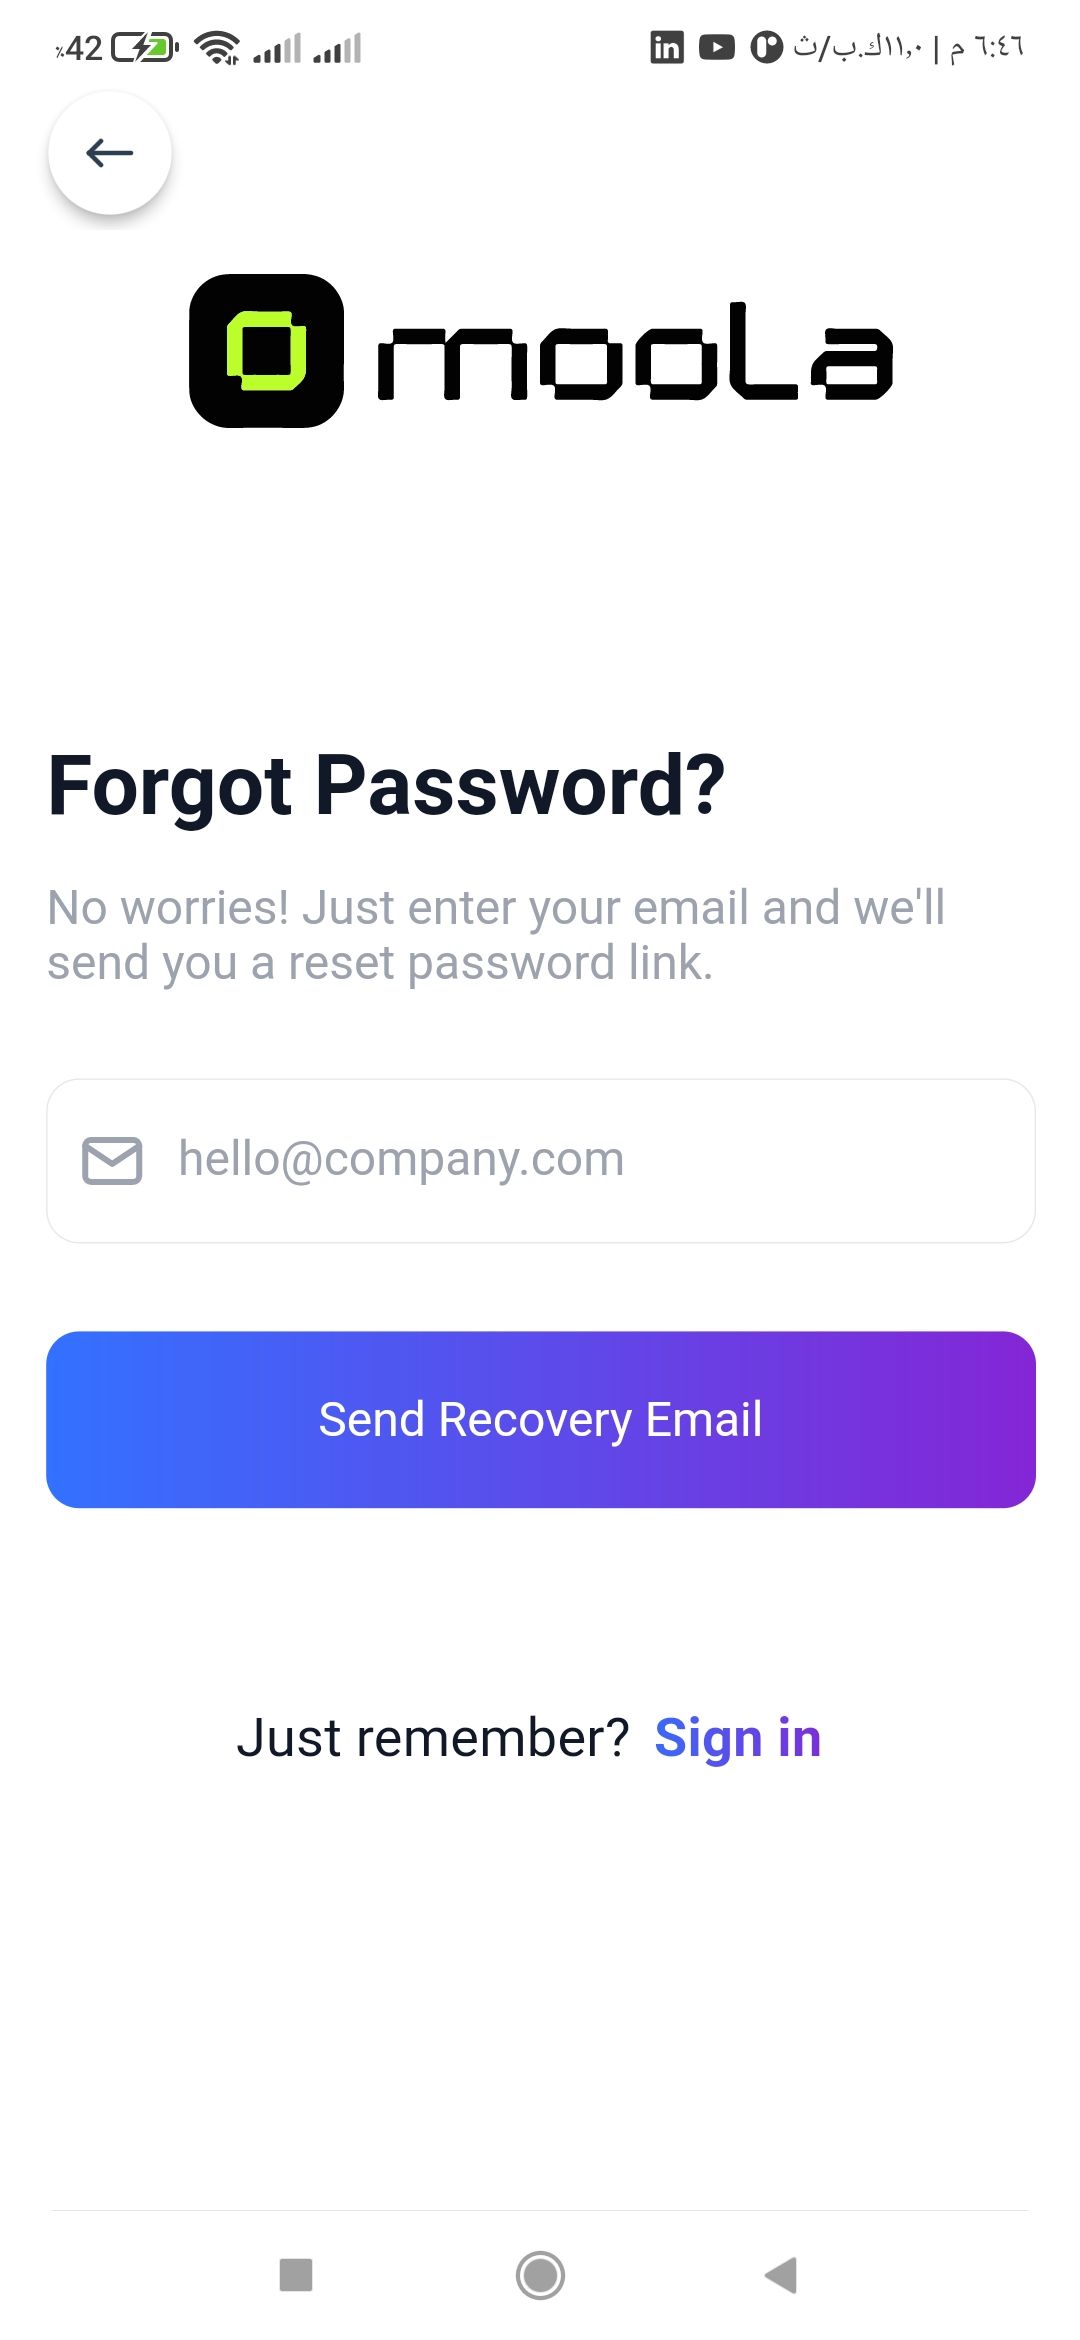 ٪42
٦:٤٦ م | ١١,٠ك.ب/ث
moola
Forgot Password?
No worries! Just enter your email and we'll
send you a reset password link.
hello@company.com
Send Recovery Email
Just remember? Sign in